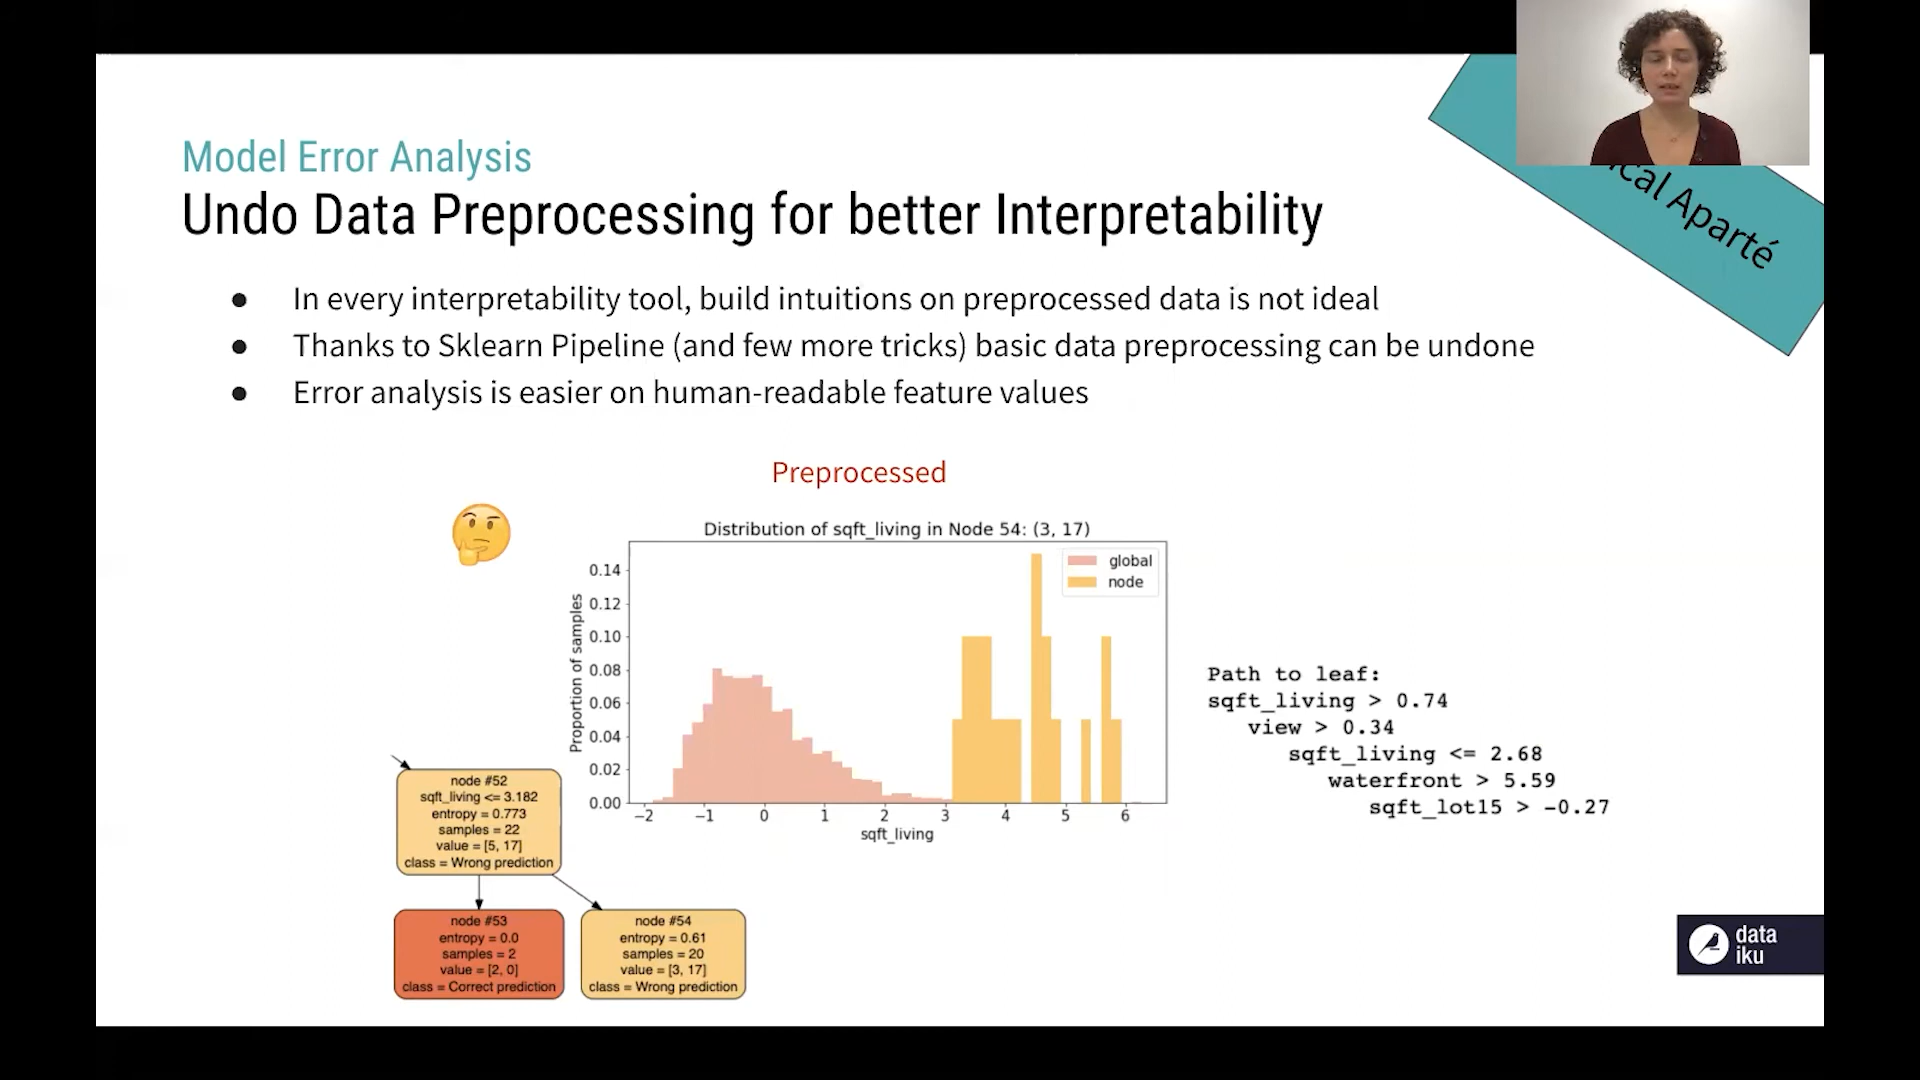 Model Error Analysis
Undo Data Preprocessing for better Interpretability
Aparté
● In every interpretability tool, build intuitions on preprocessed data is not ideal
● Thanks to Sklearn Pipeline (and few more tricks) basic data preprocessing can be undone
● Error analysis is easier on human-readable feature values
Preprocessed
Distribution of sqft_living in Node 54: (3, 17)
global
node
Proportion of samples
0.14
0.12
0.10
0.08
0.06
0.04
0.02
0.00
−2 −1 0 1 2 3 4 5 6
sqft_living
Path to leaf:
sqft_living > 0.74
view > 0.34
sqft_living <= 2.68
waterfront > 5.59
sqft_lot15 > −0.27
node #52
sqft_living <= 3.182
entropy = 0.773
samples = 22
value = [5, 17]
class = Wrong prediction
node #53
entropy = 0.0
samples = 2
value = [2, 0]
class = Correct prediction
node #54
entropy = 0.61
samples = 20
value = [3, 17]
class = Wrong prediction
data
iku